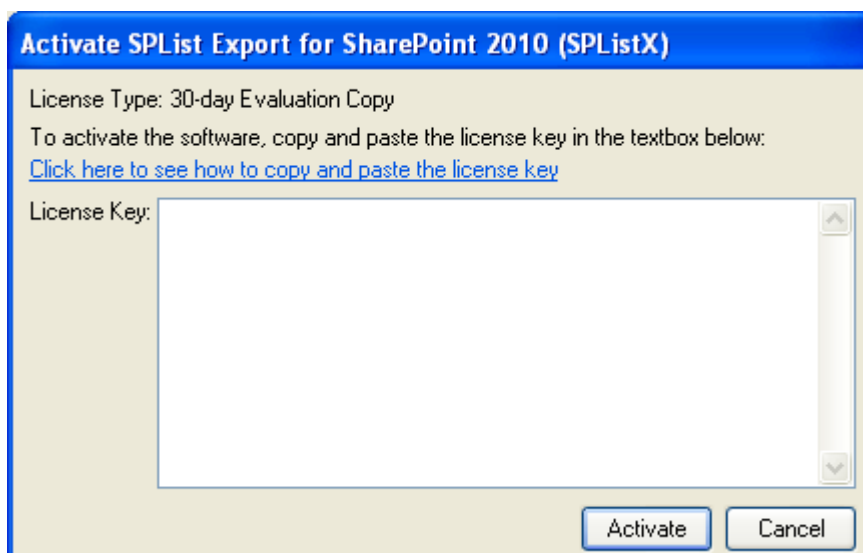 Activate SPList Export for SharePoint 2010 (SPListX)
License Type: 30-day Evaluation Copy
To activate the software, copy and paste the license key in the textbox below:
Click here to see how to copy and paste the license key
License Key:
Activate Cancel